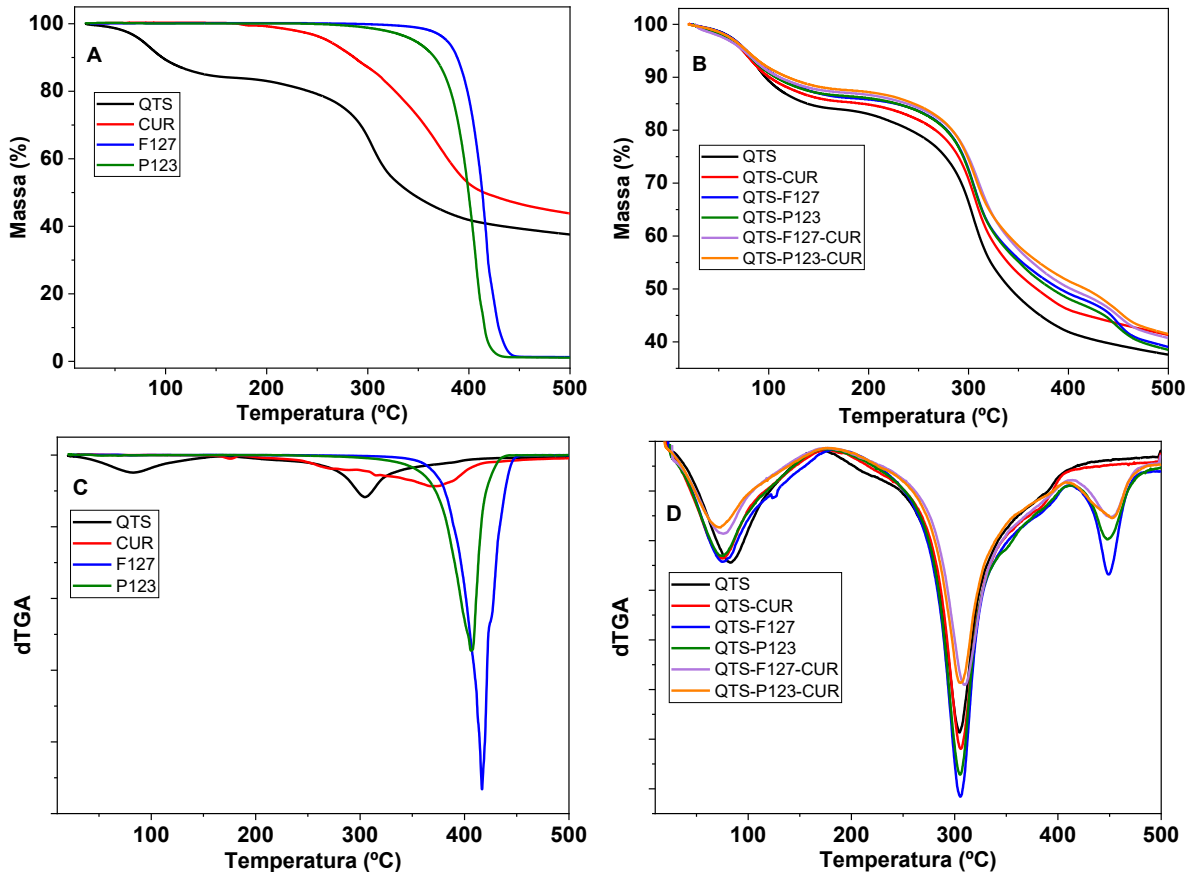 100
80
60
40
20
0
Massa (%)
A
QTS
CUR
F127
P123
100
200
300
400
500
Temperatura (ºC)
100
90
80
70
60
50
40
Massa (%)
B
QTS
QTS-CUR
QTS-F127
QTS-P123
QTS-F127-CUR
QTS-P123-CUR
100
200
300
400
500
Temperatura (ºC)
dTGA
C
QTS
CUR
F127
P123
100
200
300
400
500
Temperatura (ºC)
dTGA
D
QTS
QTS-CUR
QTS-F127
QTS-P123
QTS-F127-CUR
QTS-P123-CUR
100
200
300
400
500
Temperatura (ºC)